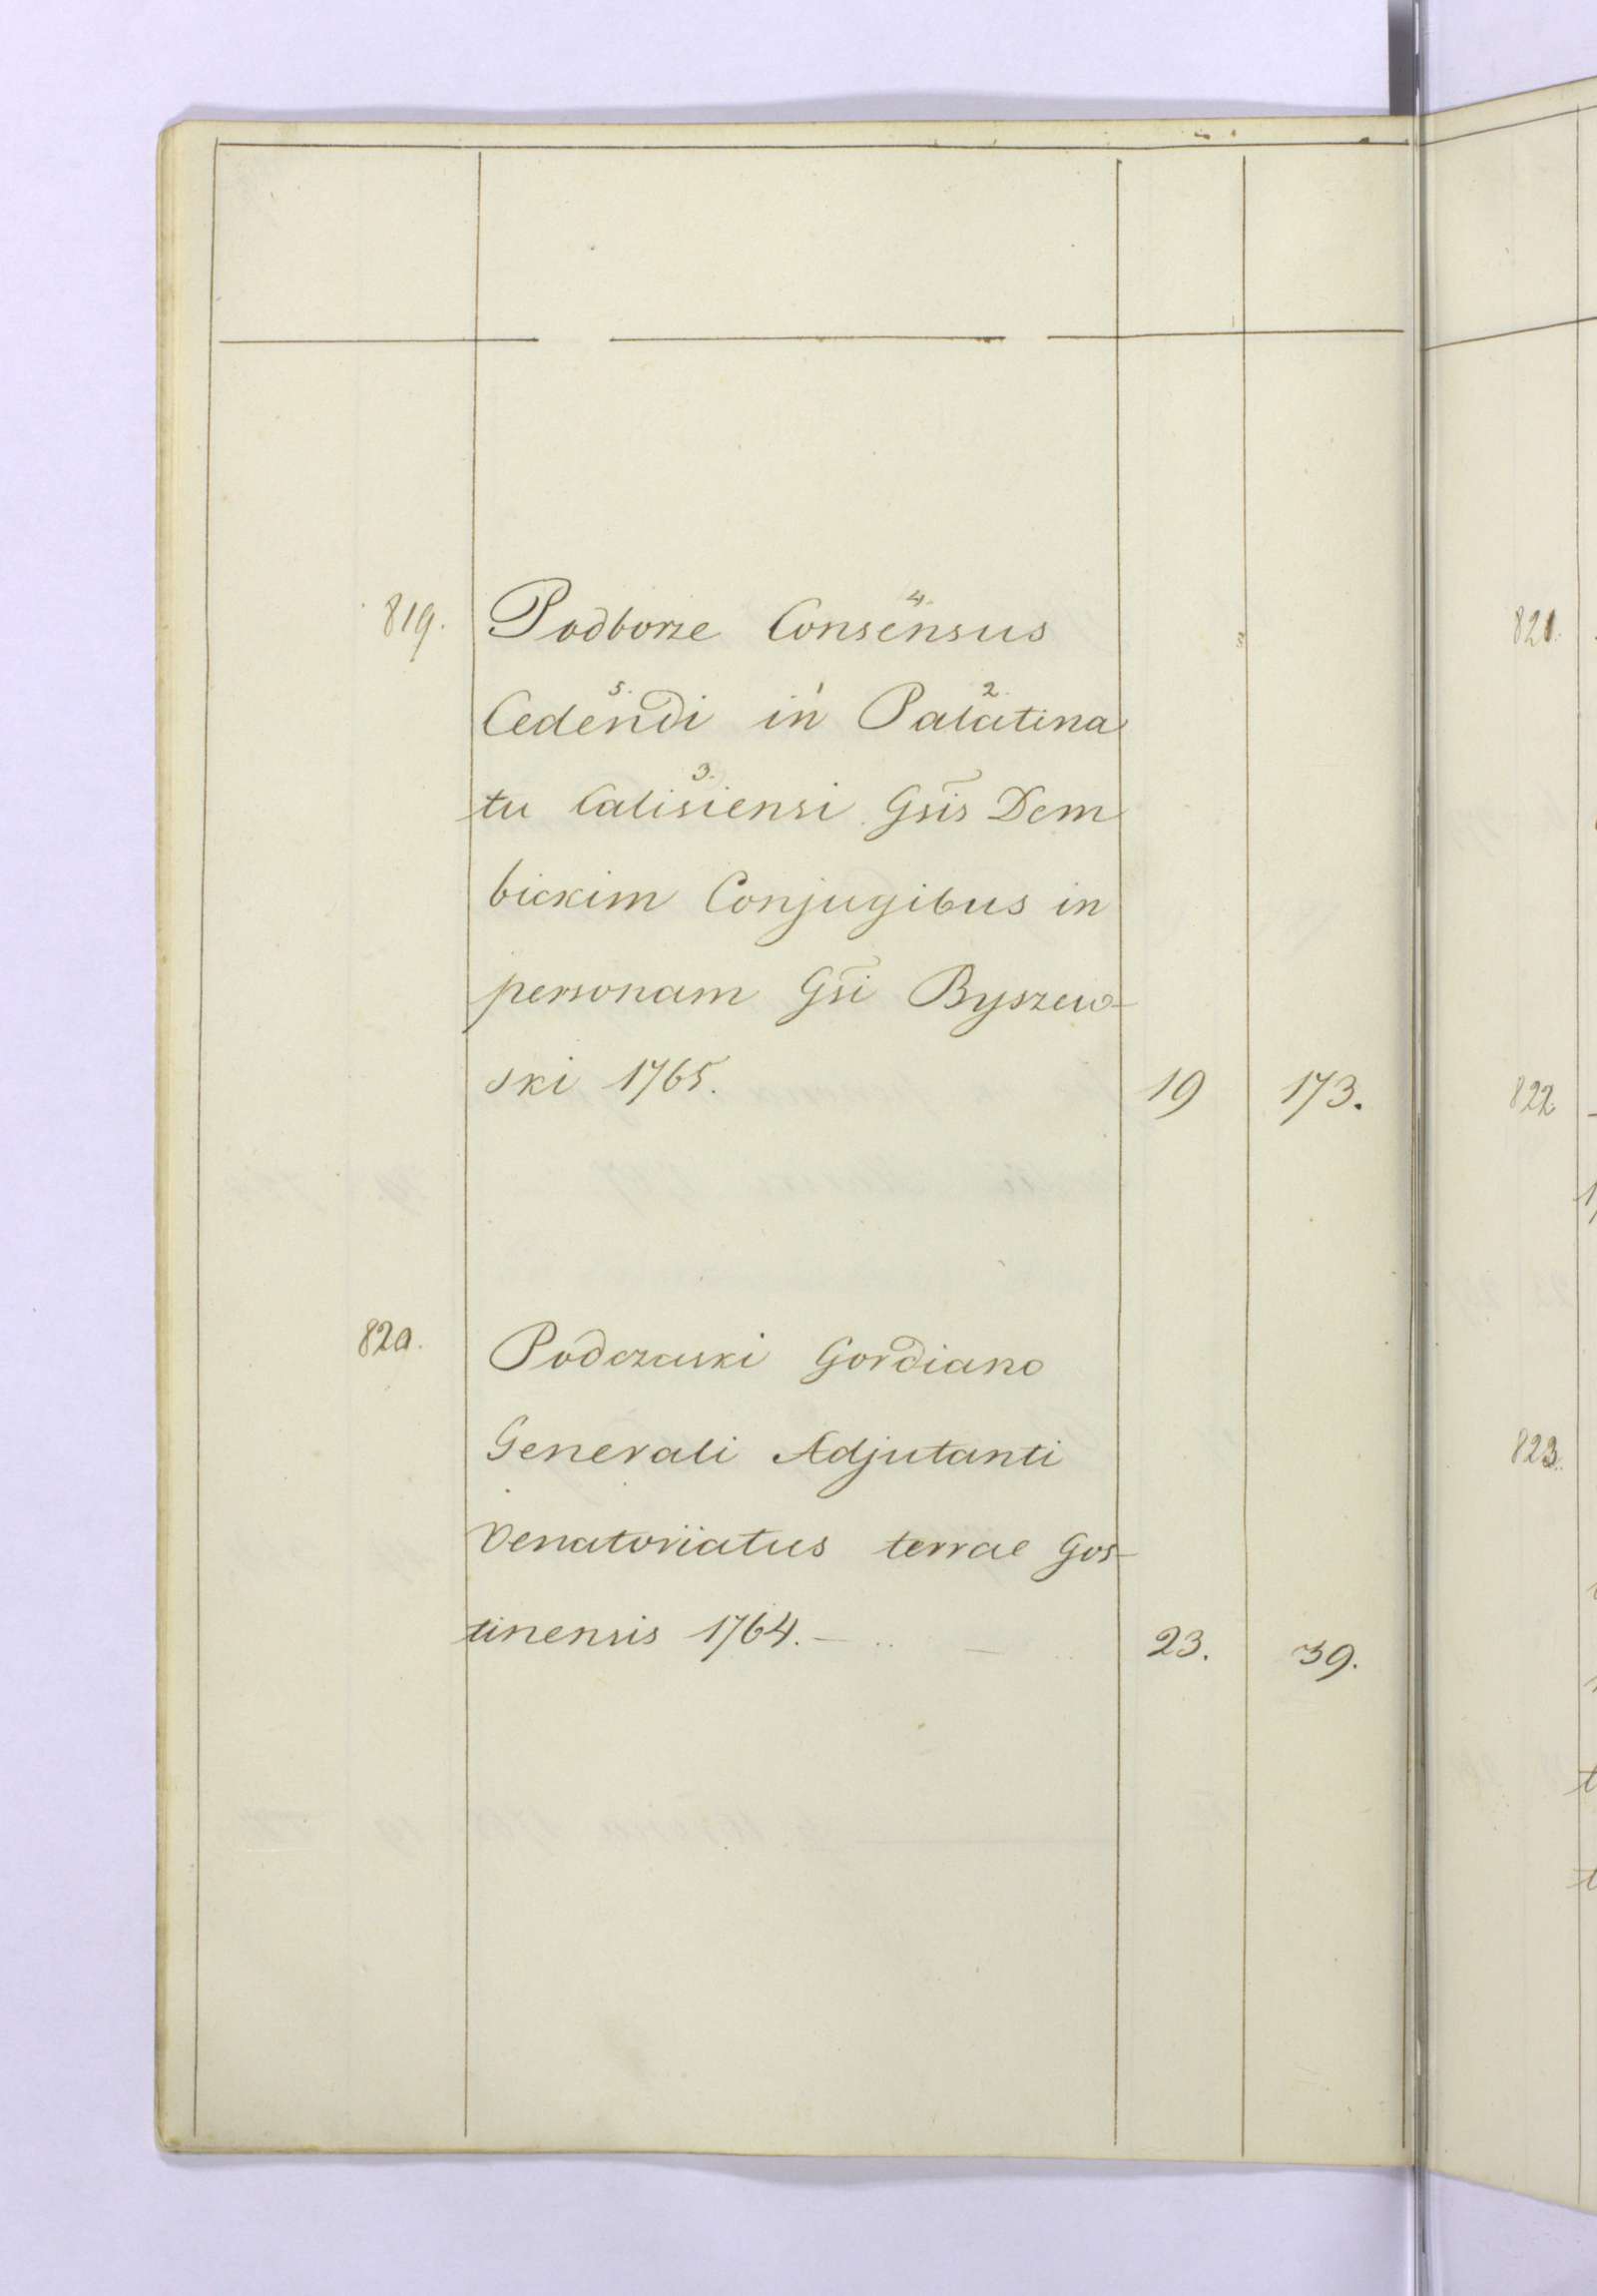 819. Podborze Consensus
Cedendi in Palatina
tu Calisiensi Gsis Dem
bickim Conjugibus in
personam Gsi Byszew-
ski 1765. 19 173.
820. Podczaski Gordiano
Generali Adjutanti
Venatoriatus terrae Gos-
tinensis 1764. 23. 39.
821.
822.
823.